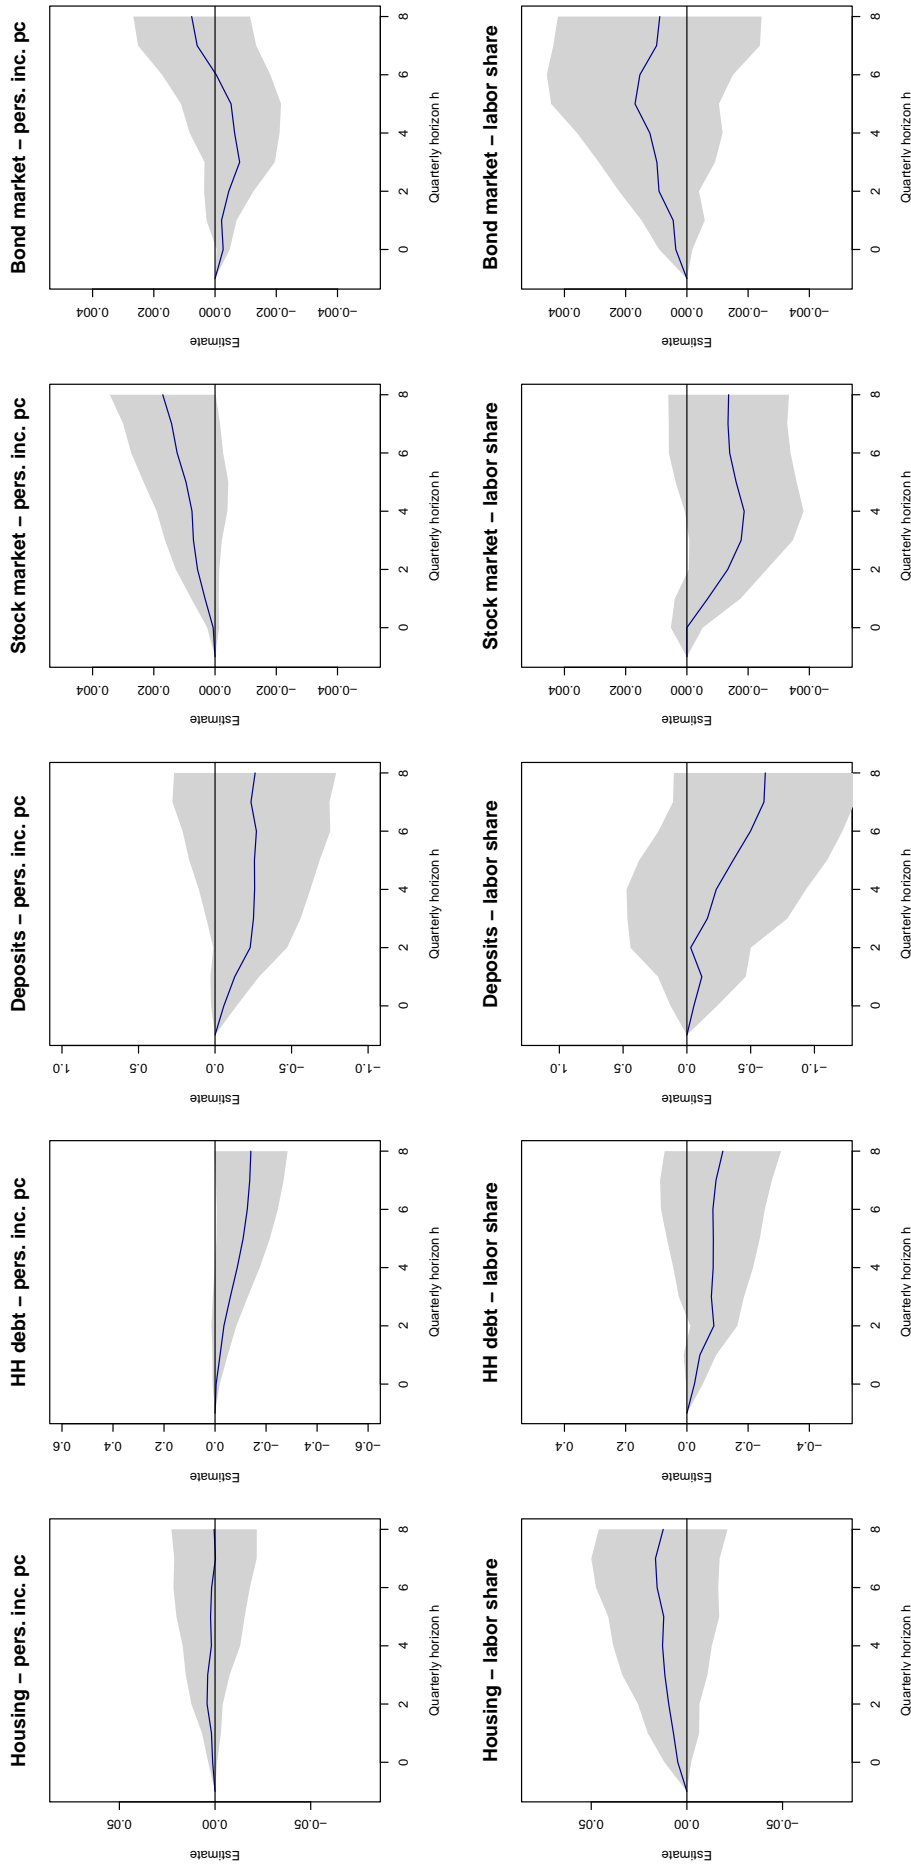 Housing – pers. inc. pc
Estimate
0.05
0.00
−0.05
0 2 4 6 8
Quarterly horizon h
HH debt – pers. inc. pc
Estimate
0.6
0.4
0.2
0.0
−0.2
−0.4
−0.6
0 2 4 6 8
Quarterly horizon h
Deposits – pers. inc. pc
Estimate
1.0
0.5
0.0
−0.5
−1.0
0 2 4 6 8
Quarterly horizon h
Stock market – pers. inc. pc
Estimate
0.004
0.002
0.000
−0.002
−0.004
0 2 4 6 8
Quarterly horizon h
Bond market – pers. inc. pc
Estimate
0.004
0.002
0.000
−0.002
−0.004
0 2 4 6 8
Quarterly horizon h
Housing – labor share
Estimate
0.05
0.00
−0.05
0 2 4 6 8
Quarterly horizon h
HH debt – labor share
Estimate
0.4
0.2
0.0
−0.2
−0.4
0 2 4 6 8
Quarterly horizon h
Deposits – labor share
Estimate
1.0
0.5
0.0
−0.5
−1.0
0 2 4 6 8
Quarterly horizon h
Stock market – labor share
Estimate
0.004
0.002
0.000
−0.002
−0.004
0 2 4 6 8
Quarterly horizon h
Bond market – labor share
Estimate
0.004
0.002
0.000
−0.002
−0.004
0 2 4 6 8
Quarterly horizon h